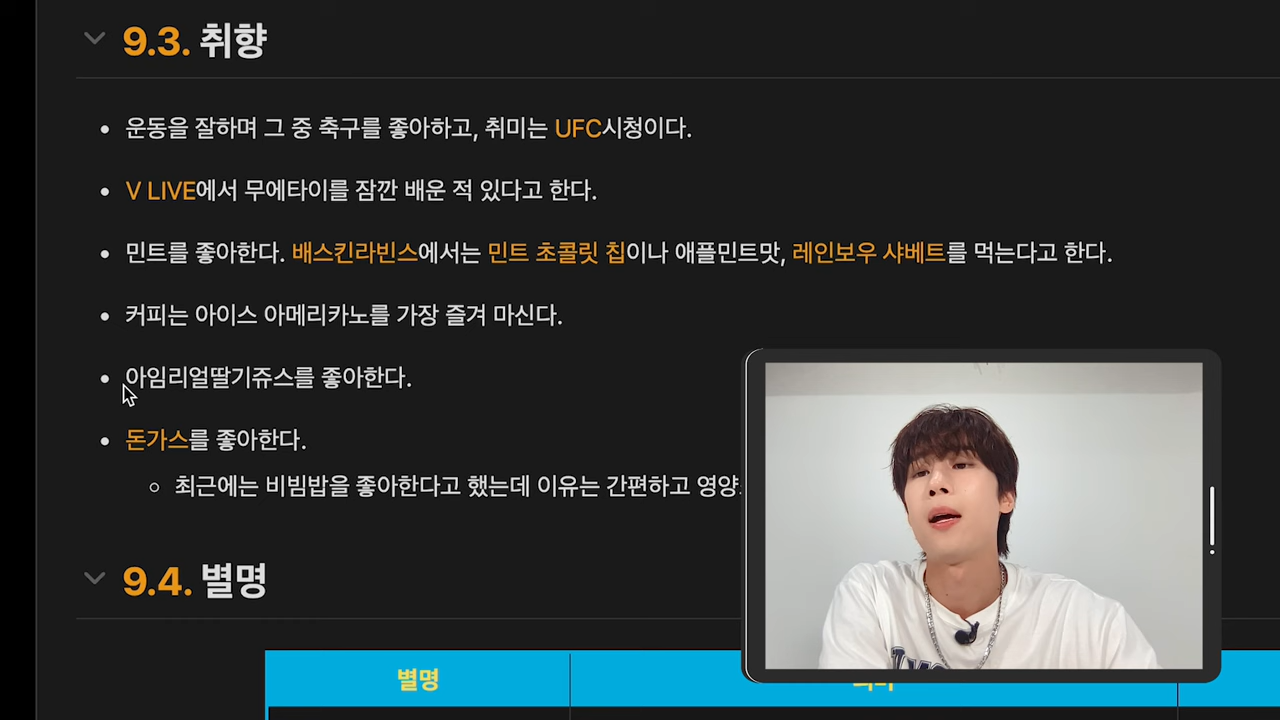 9.3. 취향
운동을 잘하며 그 중 축구를 좋아하고, 취미는 UFC시청이다.
V LIVE에서 무에타이를 잠깐 배운 적 있다고 한다.
민트를 좋아한다. 배스킨라빈스에서는 민트 초콜릿 칩이나 애플민트맛, 레인보우 샤베트를 먹는다고 한다.
커피는 아이스 아메리카노를 가장 즐겨 마신다.
아임리얼딸기쥬스를 좋아한다.
돈가스를 좋아한다.
최근에는 비빔밥을 좋아한다고 했는데 이유는 간편하고 영양
9.4. 별명
별명